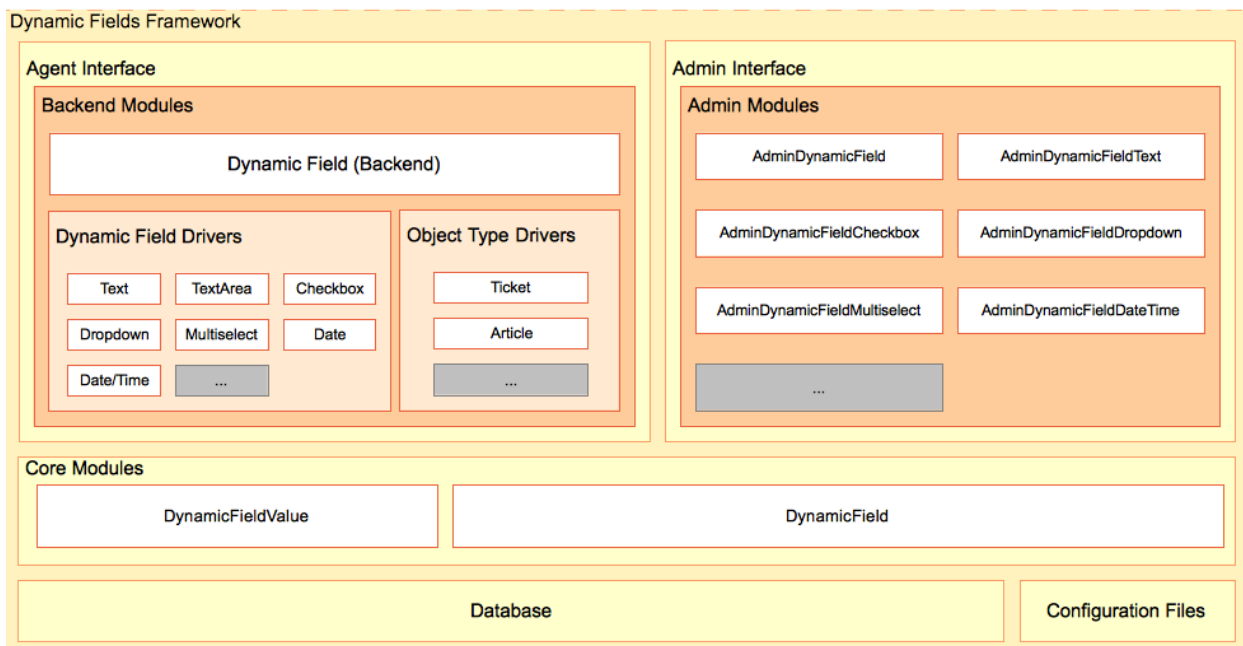 Dynamic Fields Framework
Agent Interface
Backend Modules
Dynamic Field (Backend)
Dynamic Field Drivers
Text
TextArea
Checkbox
Dropdown
Multiselect
Date
Date/Time
...
Object Type Drivers
Ticket
Article
...
Admin Interface
Admin Modules
AdminDynamicField
AdminDynamicFieldText
AdminDynamicFieldCheckbox
AdminDynamicFieldDropdown
AdminDynamicFieldMultiselect
AdminDynamicFieldDateTime
...
Core Modules
DynamicFieldValue
DynamicField
Database
Configuration Files